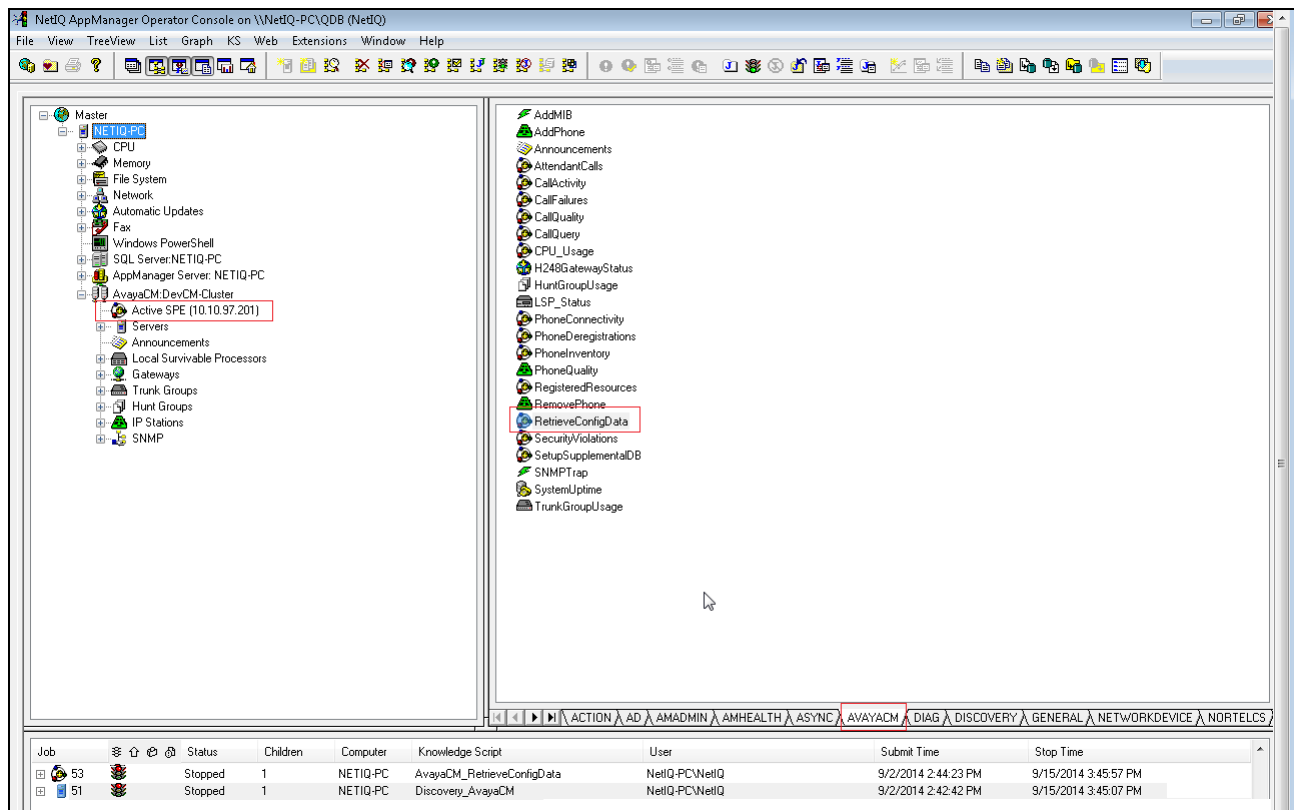 NetIQ AppManager Operator Console on \\NetIQ-PC\QDB (NetIQ)
File View TreeView List Graph KS Web Extensions Window Help
Master
NETIQ-PC
CPU
Memory
File System
Network
Automatic Updates
Fax
Windows PowerShell
SQL Server:NETIQ-PC
AppManager Server: NETIQ-PC
AvayaCM:DevCM-Cluster
Active SPE (10.10.97.201)
Servers
Announcements
Local Survivable Processors
Gateways
Trunk Groups
Hunt Groups
IP Stations
SNMP
AddMIB
AddPhone
Announcements
AttendantCalls
CallActivity
CallFailures
CallQuality
CallQuery
CPU_Usage
H248GatewayStatus
HuntGroupUsage
LSP_Status
PhoneConnectivity
PhoneDeregistrations
PhoneInventory
PhoneQuality
RegisteredResources
RemovePhone
RetrieveConfigData
SecurityViolations
SetupSupplementalDB
SNMPTrap
SystemUptime
TrunkGroupUsage
ACTION AD AMADMIN AMHEALTH ASYNC AVAYACM DIAG DISCOVERY GENERAL NETWORKDEVICE NORTELCS
Job Status Children Computer Knowledge Script User Submit Time Stop Time
53 Stopped 1 NETIQ-PC AvayaCM_RetrieveConfigData NetIQ-PC\NetIQ 9/2/2014 2:44:23 PM 9/15/2014 3:45:57 PM
51 Stopped 1 NETIQ-PC Discovery_AvayaCM NetIQ-PC\NetIQ 9/2/2014 2:42:42 PM 9/15/2014 3:45:07 PM